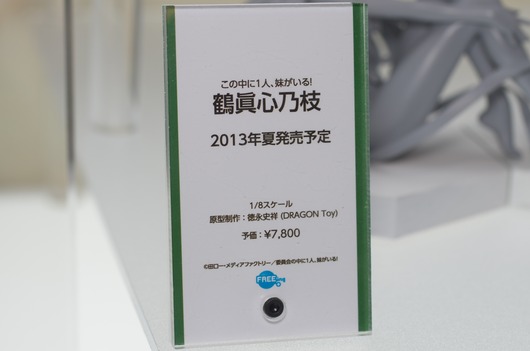 この中に1人、妹がいる!
鶴眞心乃枝
2013年夏発売予定
1/8スケール
原型制作：徳永史祥 (DRAGON Toy)
予価：¥7,800
©田口一・メディアファクトリー／委員会の中に1人、妹がいる!
FREEing